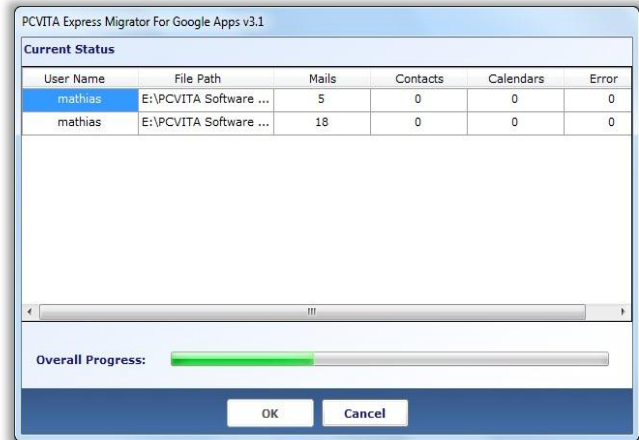 PCVITA Express Migrator For Google Apps v3.1
Current Status
User Name File Path Mails Contacts Calendars Error
mathias E:\PCVITA Software ... 5 0 0 0
mathias E:\PCVITA Software ... 18 0 0 0
Overall Progress:
OK Cancel